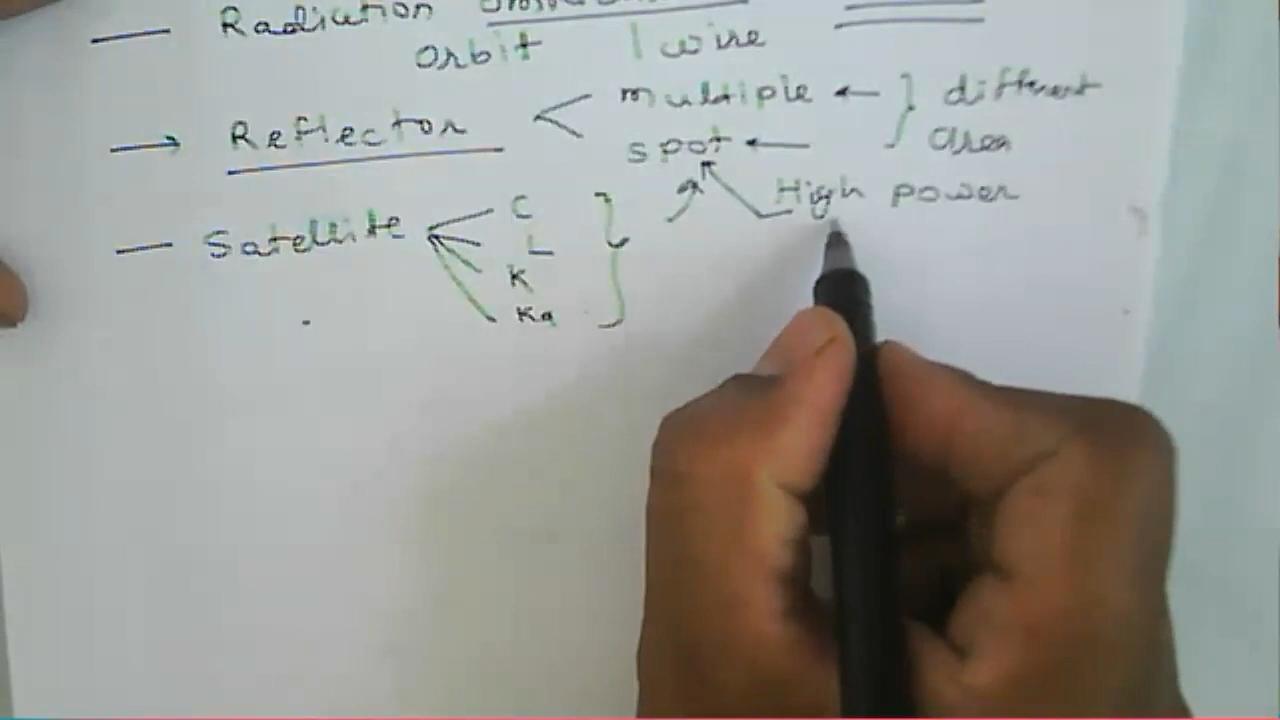 — Radiation
orbit | wire
→ Reflector < multiple ← } different
spot ← area
High power
— Satellite C
L
K
Ka